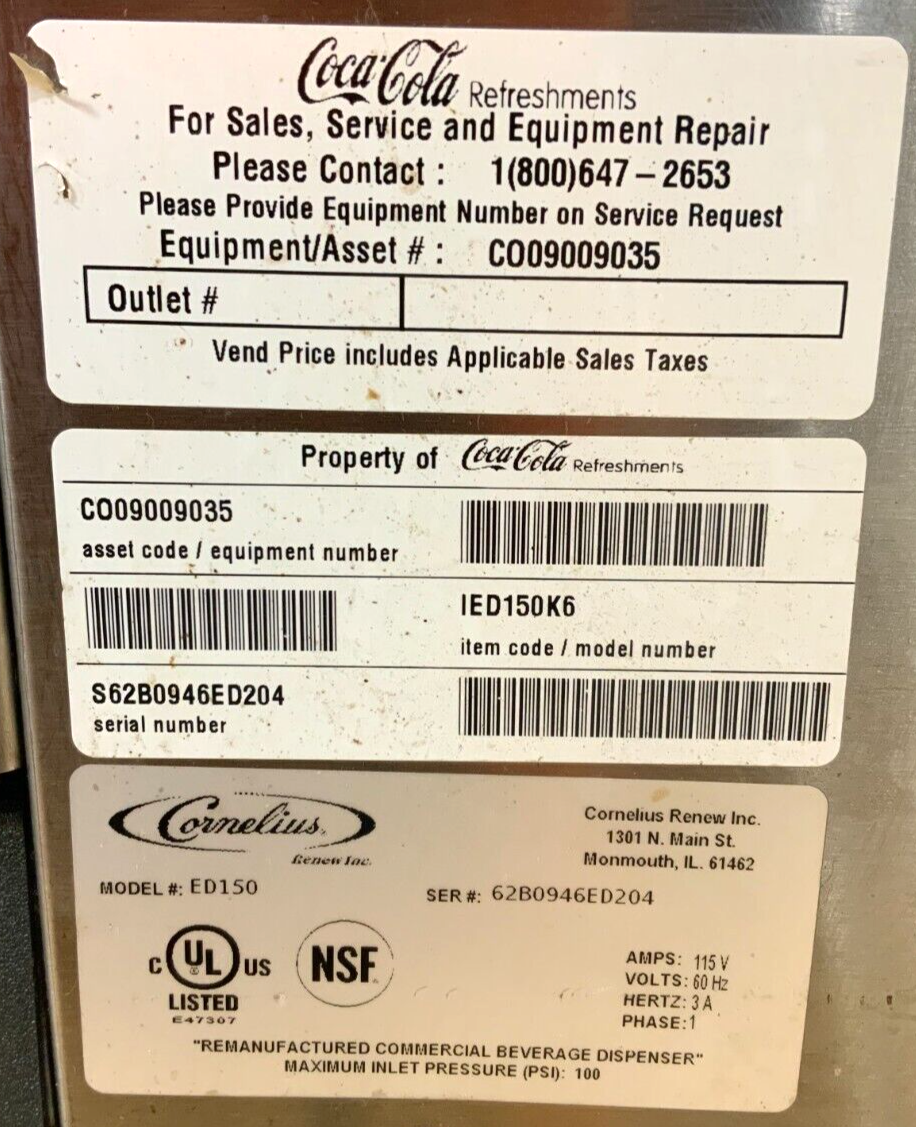 Coca-Cola Refreshments
For Sales, Service and Equipment Repair
Please Contact : 1(800)647-2653
Please Provide Equipment Number on Service Request
Equipment/Asset # : CO09009035
Outlet #
Vend Price includes Applicable Sales Taxes
Property of Coca-Cola Refreshments
CO09009035
asset code / equipment number
IED150K6
item code / model number
S62B0946ED204
serial number
Cornelius
Renew Inc.
Cornelius Renew Inc.
1301 N. Main St.
Monmouth, IL. 61462
MODEL #: ED150
SER #: 62B0946ED204
C UL US
LISTED
E47307
NSF
AMPS: 115 V
VOLTS: 60 Hz
HERTZ: 3 A
PHASE: 1
"REMANUFACTURED COMMERCIAL BEVERAGE DISPENSER"
MAXIMUM INLET PRESSURE (PSI): 100